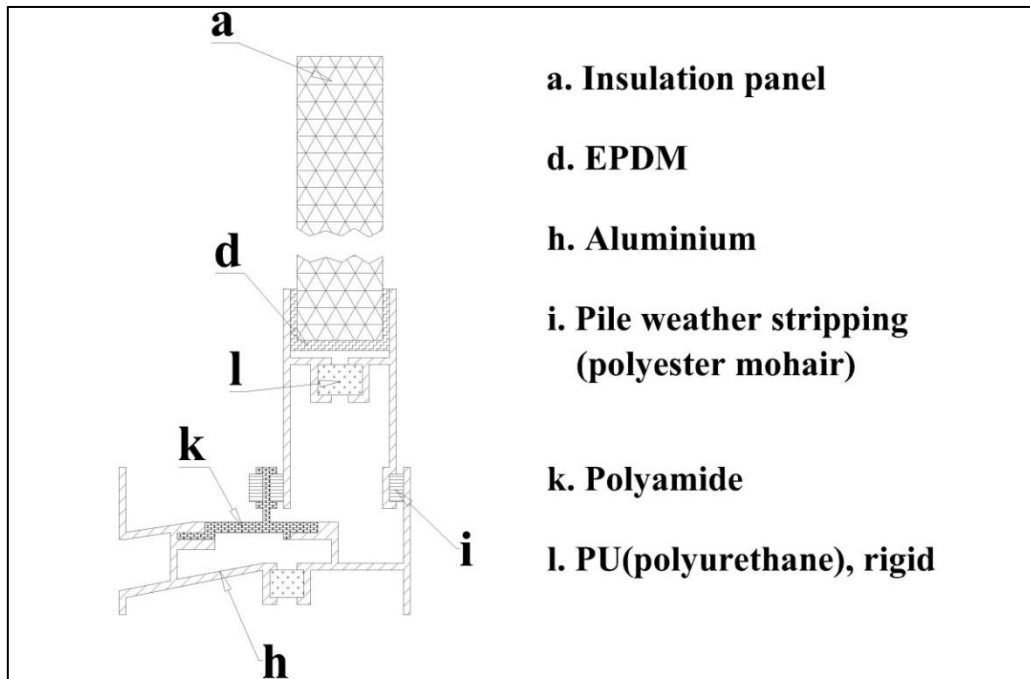 a
a. Insulation panel
d. EPDM
h. Aluminium
d
i. Pile weather stripping
(polyester mohair)
l
k
k. Polyamide
i
l. PU(polyurethane), rigid
h